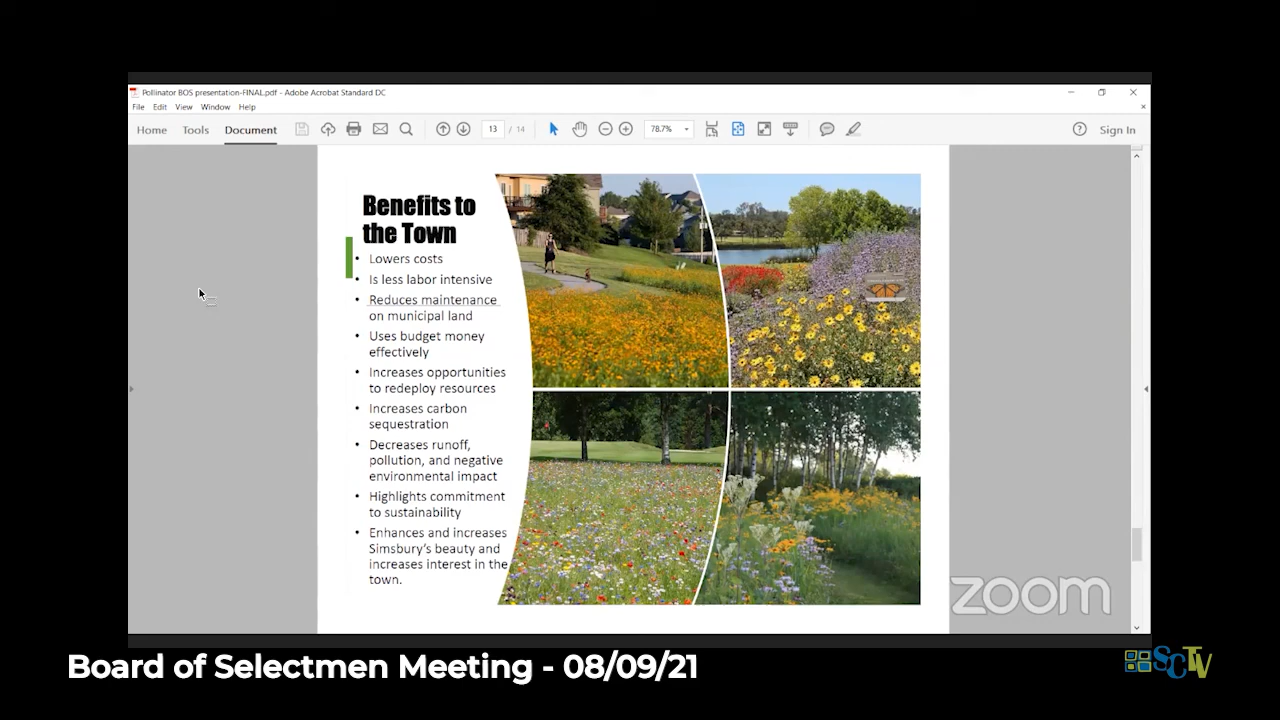 Pollinator BOS presentation-FINAL.pdf - Adobe Acrobat Standard DC
File Edit View Window Help
Home Tools Document 13 / 14 78.7% Sign In
Benefits to
the Town
• Lowers costs
• Is less labor intensive
• Reduces maintenance
on municipal land
• Uses budget money
effectively
• Increases opportunities
to redeploy resources
• Increases carbon
sequestration
• Decreases runoff,
pollution, and negative
environmental impact
• Highlights commitment
to sustainability
• Enhances and increases
Simsbury's beauty and
increases interest in the
town.
zoom
Board of Selectmen Meeting - 08/09/21
SCTV